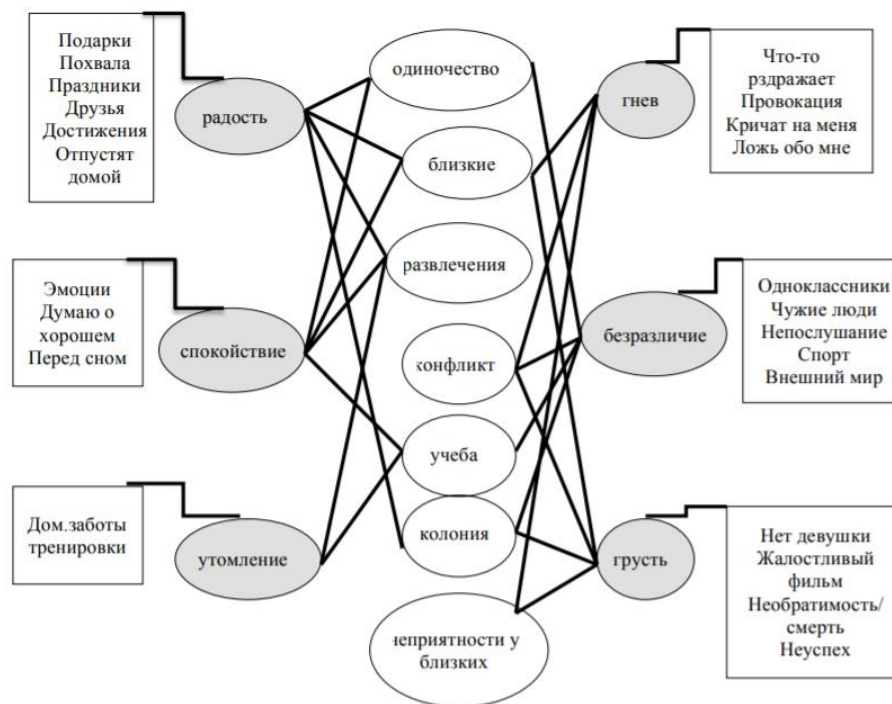 Подарки
Похвала
Праздники
Друзья
Достижения
Отпустят
домой
радость
одиночество
гнев
Что-то
рздражает
Провокация
Кричат на меня
Ложь обо мне
близкие
развлечения
Эмоции
Думаю о
хорошем
Перед сном
спокойствие
конфликт
безразличие
Одноклассники
Чужие люди
Непослушание
Спорт
Внешний мир
учеба
Дом.заботы
тренировки
утомление
колония
грусть
Нет девушки
Жалостливый
фильм
Необратимость/
смерть
Неуспех
неприятности у
близких